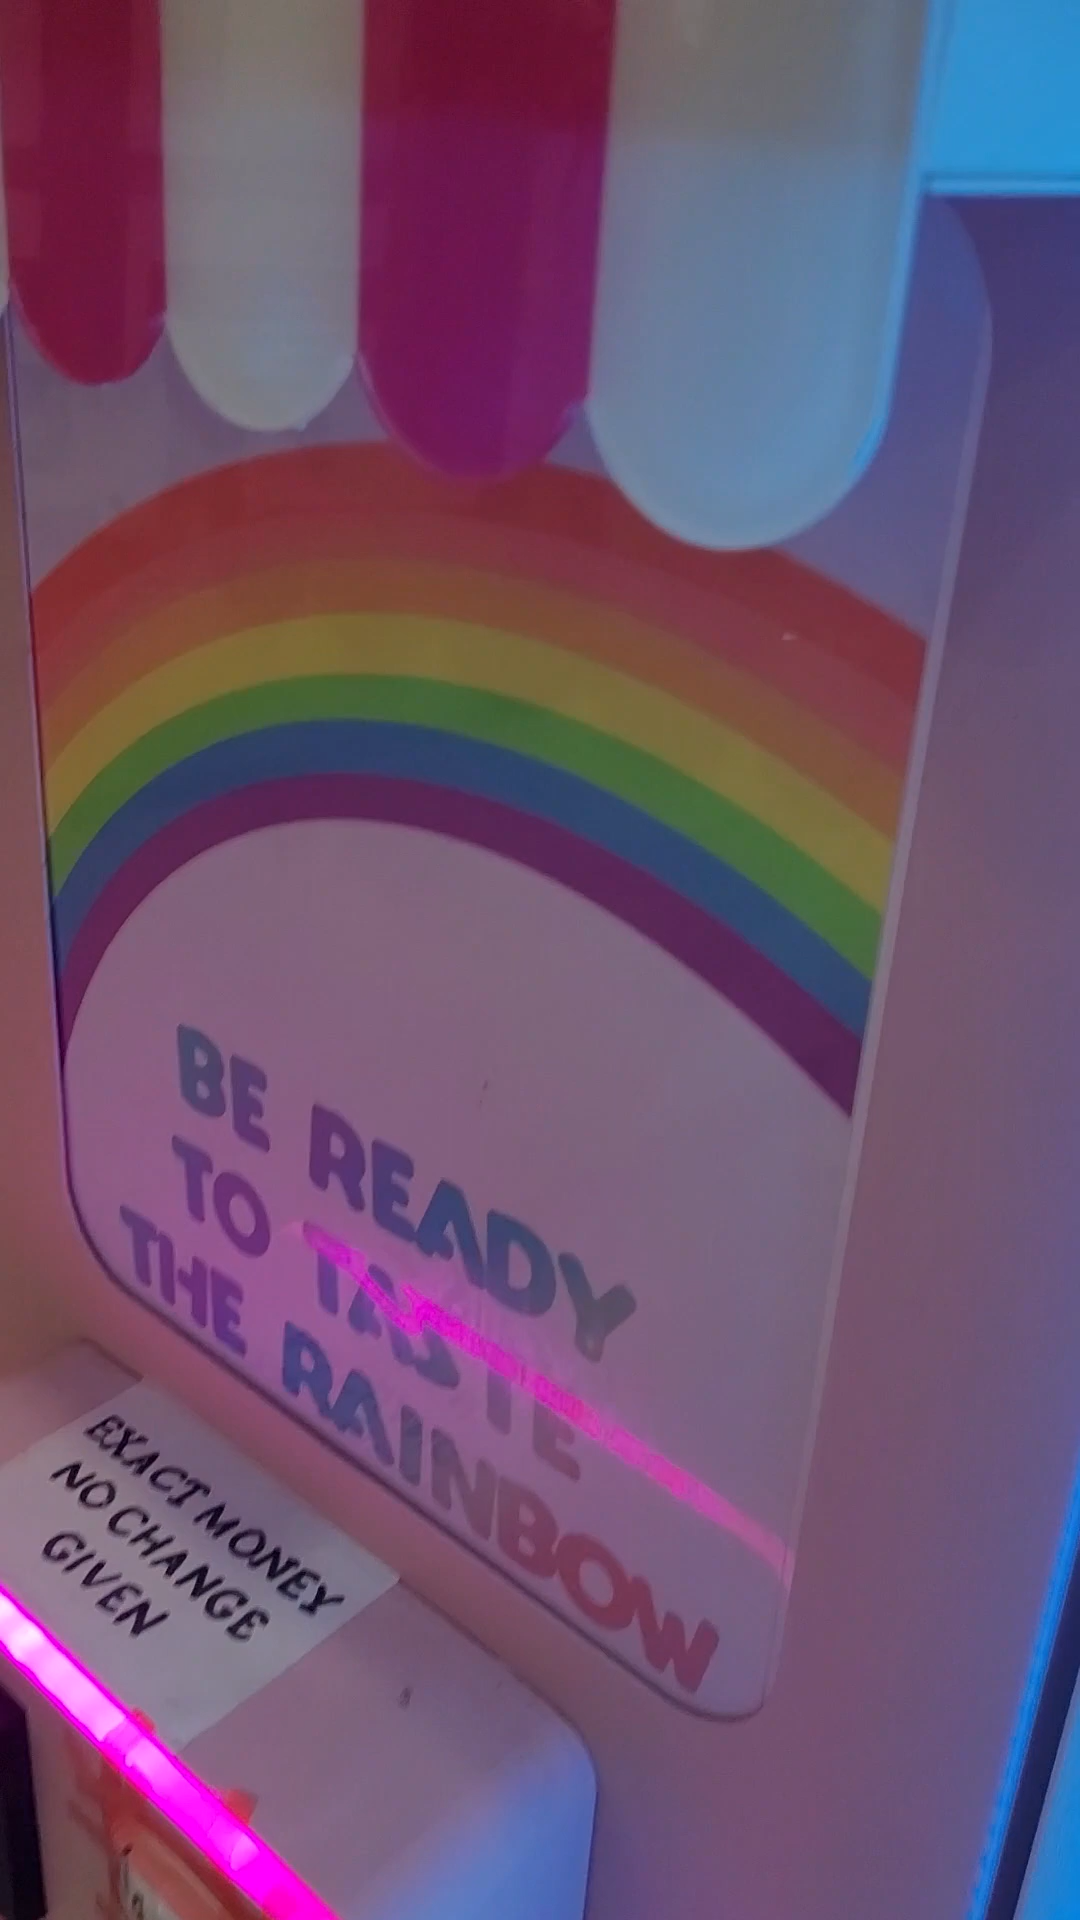 BE READY
TO TASTE
THE RAINBOW
EXACT MONEY
NO CHANGE
GIVEN